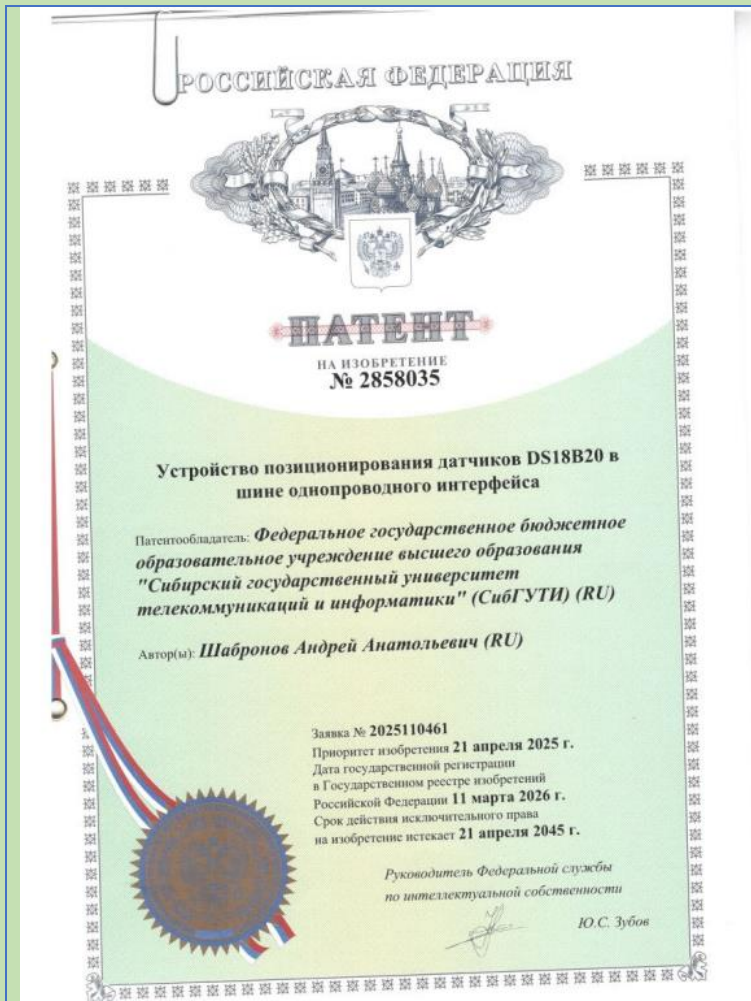 РОССИЙСКАЯ ФЕДЕРАЦИЯ
ПАТЕНТ
НА ИЗОБРЕТЕНИЕ
№ 2858035
Устройство позиционирования датчиков DS18B20 в
шине однопроводного интерфейса
Патентообладатель: Федеральное государственное бюджетное
образовательное учреждение высшего образования
"Сибирский государственный университет
телекоммуникаций и информатики" (СибГУТИ) (RU)
Автор(ы): Шабронов Андрей Анатольевич (RU)
Заявка № 2025110461
Приоритет изобретения 21 апреля 2025 г.
Дата государственной регистрации
в Государственном реестре изобретений
Российской Федерации 11 марта 2026 г.
Срок действия исключительного права
на изобретение истекает 21 апреля 2045 г.
Руководитель Федеральной службы
по интеллектуальной собственности
Ю.С. Зубов